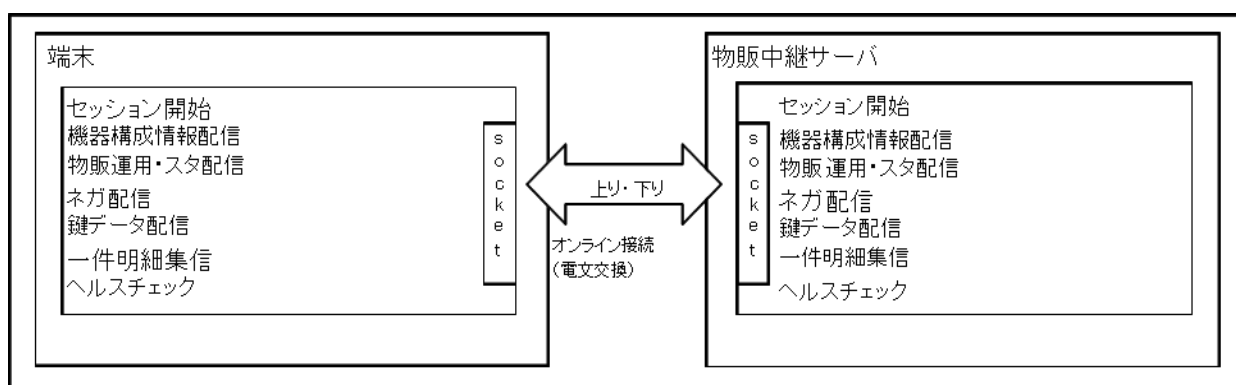 端末
セッション開始
機器構成情報配信
物販運用・スタ配信
ネガ配信
鍵データ配信
一件明細集信
ヘルスチェック
socket
上り・下り
オンライン接続
(電文交換)
物販中継サーバ
socket
セッション開始
機器構成情報配信
物販運用・スタ配信
ネガ配信
鍵データ配信
一件明細集信
ヘルスチェック